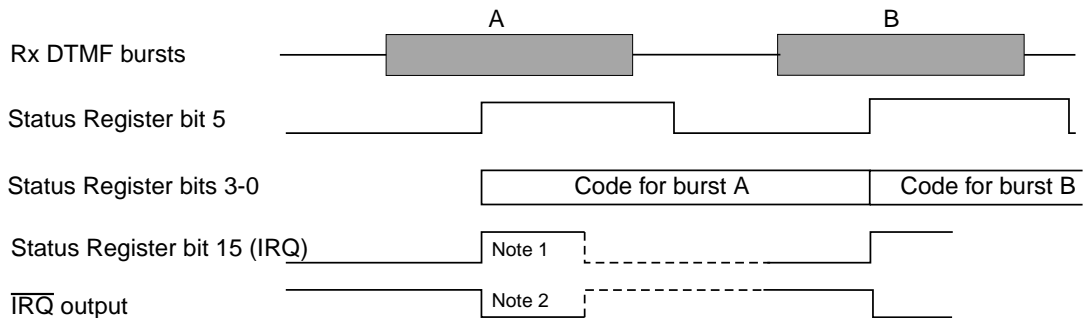 A B
Rx DTMF bursts
Status Register bit 5
Status Register bits 3-0 Code for burst A Code for burst B
Status Register bit 15 (IRQ) Note 1
IRQ output Note 2